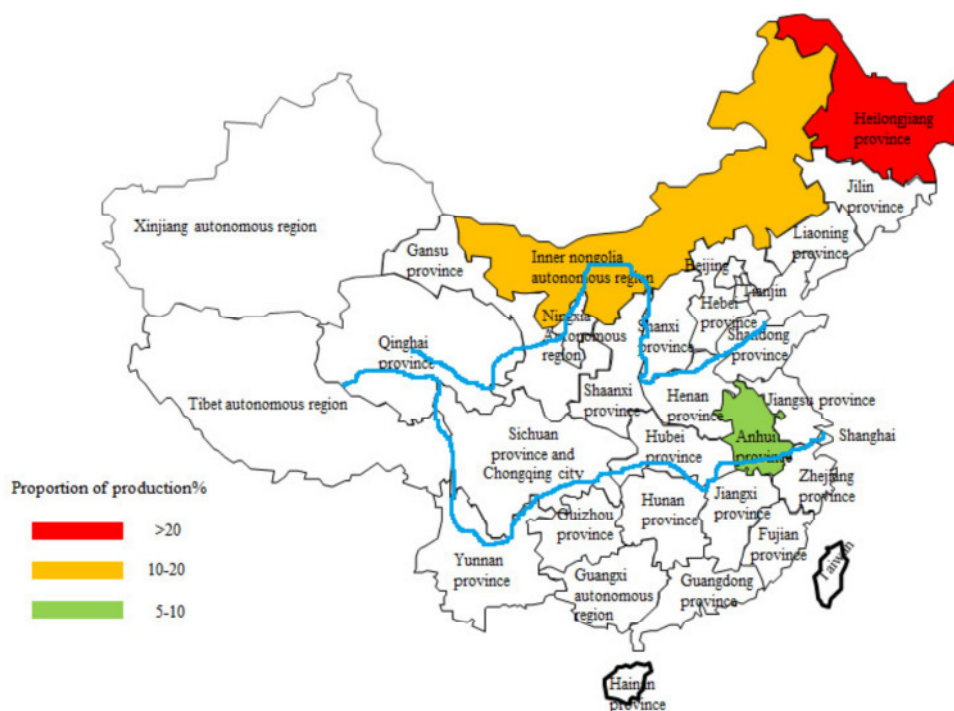 Heilongjiang
province
Jilin
province
Xinjiang autonomous region
Liaoning
province
Gansu
province
Inner nongolia
autonomous region
Beijing
Tianjin
Hebei
province
Ningxia
Autonomous
region
Shanxi
province
Shandong
province
Qinghai
province
Tibet autonomous region
Shaanxi
province
Henan
province
Jiangsu province
Sichuan
province and
Chongqing city
Hubei
province
Anhui
province
Shanghai
Zhejiang
province
Proportion of production%
>20
10-20
5-10
Guizhou
province
Hunan
province
Jiangxi
province
Fujian
province
Yunnan
province
Guangxi
autonomous
region
Guangdong
province
Taiwan
Hainan
province